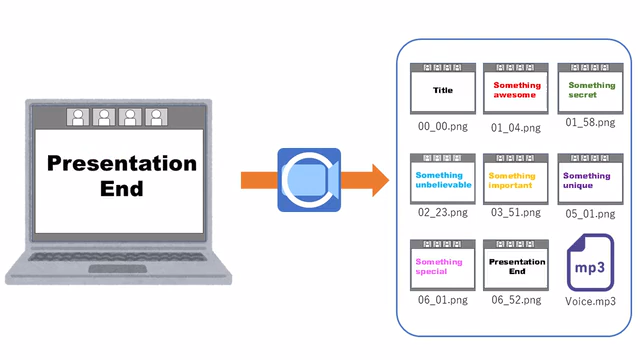 Presentation
End
Title
00_00.png
Something
awesome
01_04.png
Something
secret
01_58.png
Something
unbelievable
02_23.png
Something
important
03_51.png
Something
unique
05_01.png
Something
special
06_01.png
Presentation
End
06_52.png
mp3
Voice.mp3